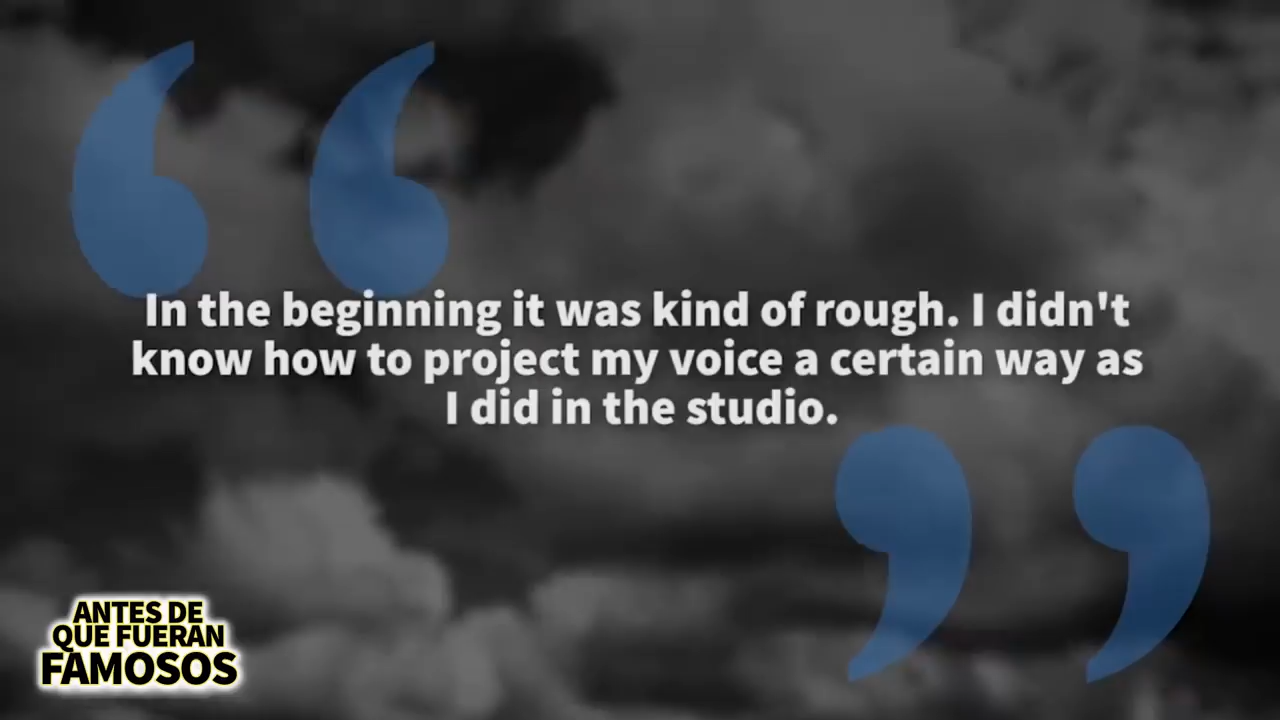 In the beginning it was kind of rough. I didn't
know how to project my voice a certain way as
I did in the studio.
ANTES DE
QUE FUERAN
FAMOSOS